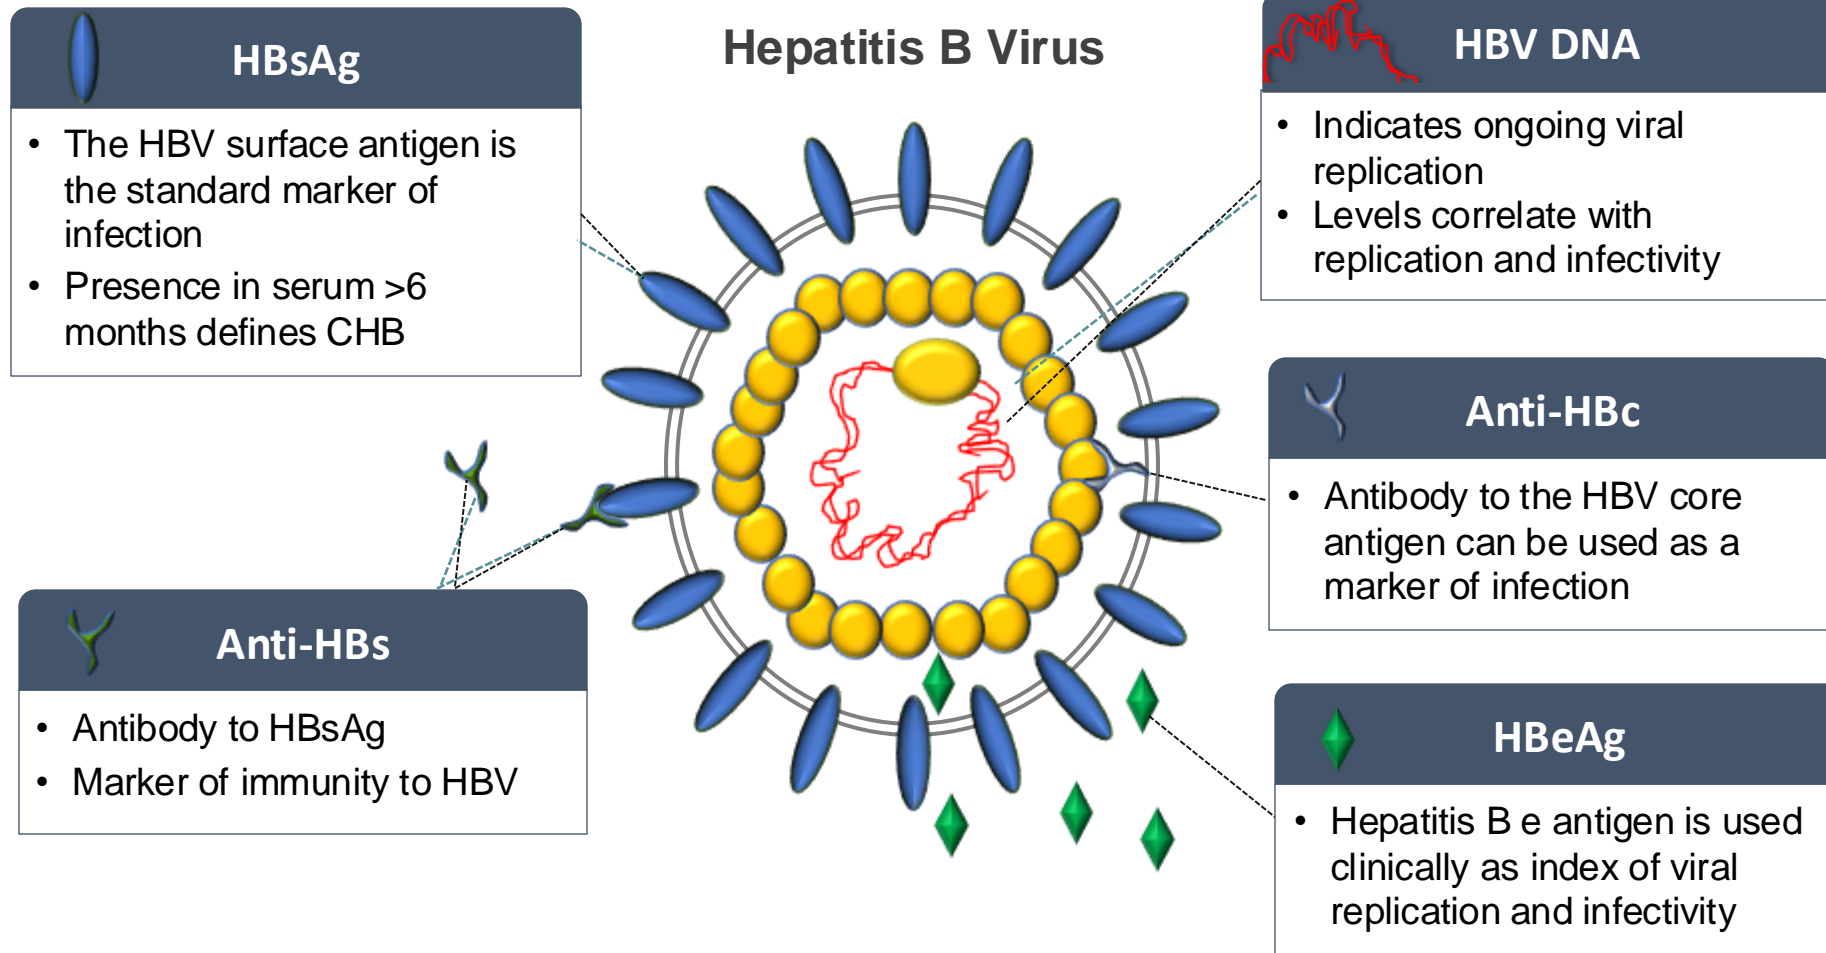 Hepatitis B Virus
HBsAg
• The HBV surface antigen is
the standard marker of
infection
• Presence in serum >6
months defines CHB
Anti-HBs
• Antibody to HBsAg
• Marker of immunity to HBV
HBV DNA
• Indicates ongoing viral
replication
• Levels correlate with
replication and infectivity
Anti-HBc
• Antibody to the HBV core
antigen can be used as a
marker of infection
HBeAg
• Hepatitis B e antigen is used
clinically as index of viral
replication and infectivity